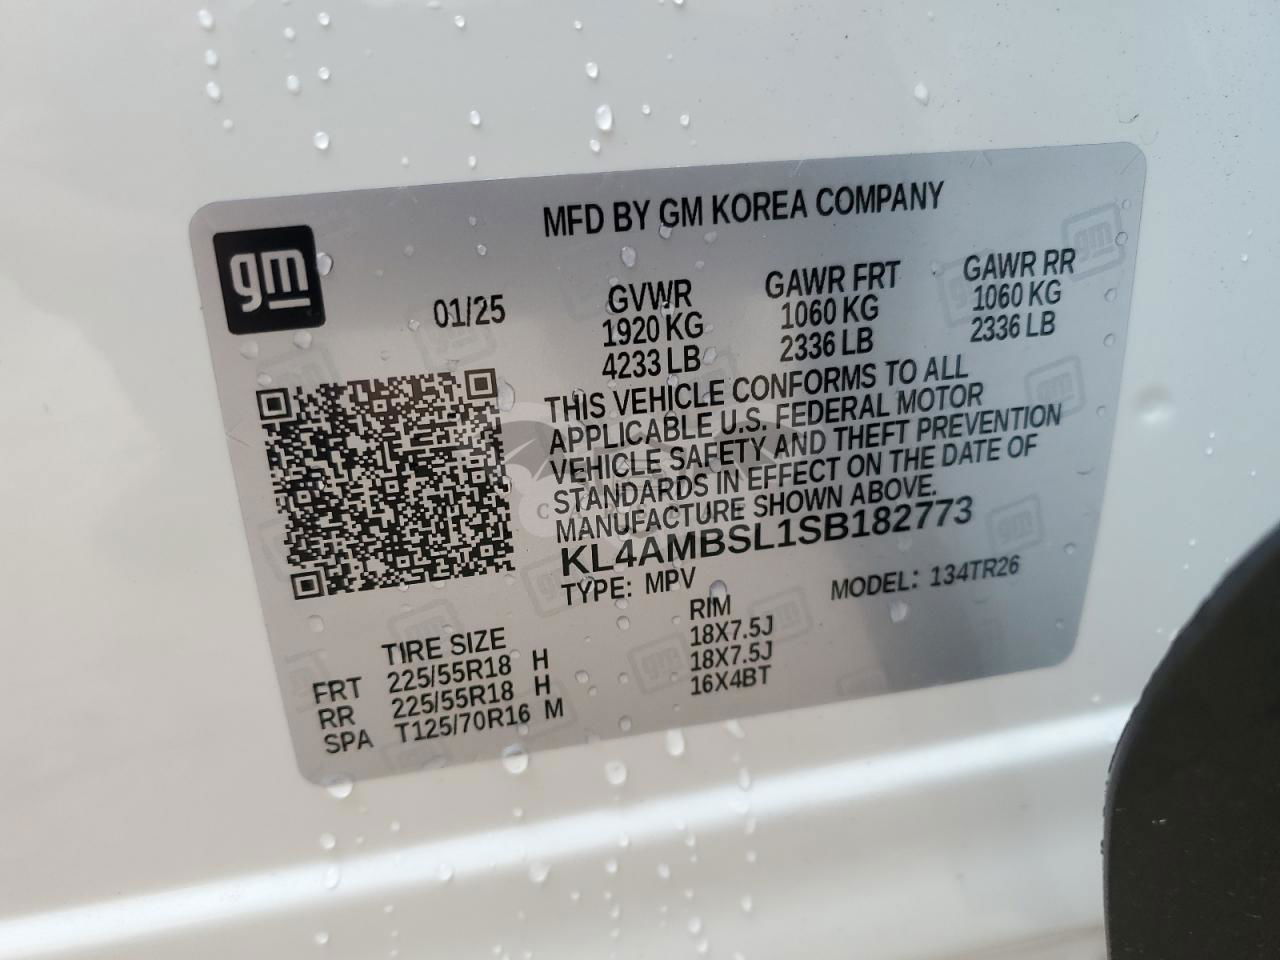 MFD BY GM KOREA COMPANY
gm
01/25
GVWR GAWR FRT GAWR RR
1920 KG 1060 KG 1060 KG
4233 LB 2336 LB 2336 LB
THIS VEHICLE CONFORMS TO ALL
APPLICABLE U.S. FEDERAL MOTOR
VEHICLE SAFETY AND THEFT PREVENTION
STANDARDS IN EFFECT ON THE DATE OF
MANUFACTURE SHOWN ABOVE.
KL4AMBSL1SB182773
TYPE: MPV MODEL: 134TR26
TIRE SIZE RIM
FRT 225/55R18 H 18X7.5J
RR 225/55R18 H 18X7.5J
SPA T125/70R16 M 16X4BT